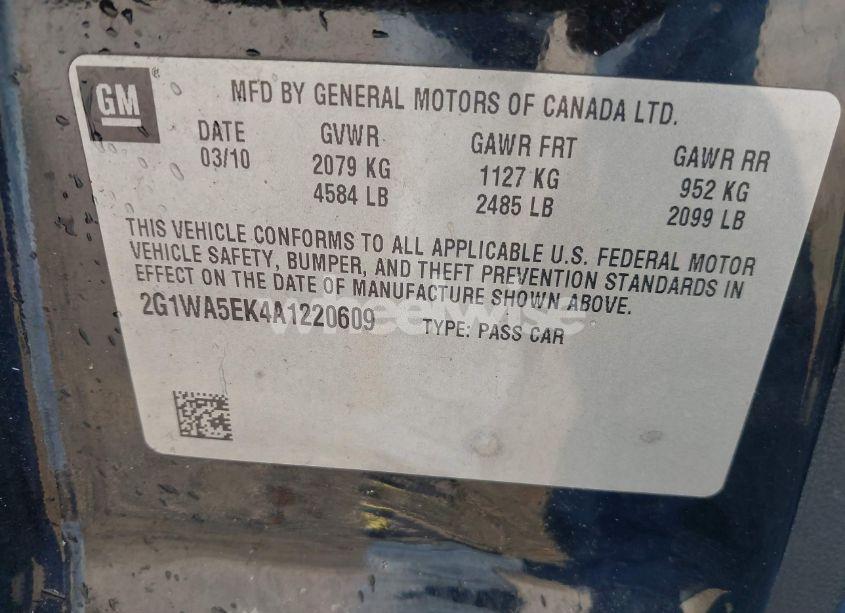 GM
MFD BY GENERAL MOTORS OF CANADA LTD.
DATE GVWR GAWR FRT GAWR RR
03/10 2079 KG 1127 KG 952 KG
4584 LB 2485 LB 2099 LB
THIS VEHICLE CONFORMS TO ALL APPLICABLE U.S. FEDERAL MOTOR
VEHICLE SAFETY, BUMPER, AND THEFT PREVENTION STANDARDS IN
EFFECT ON THE DATE OF MANUFACTURE SHOWN ABOVE.
2G1WA5EK4A1220609 TYPE: PASS CAR
wheelwise